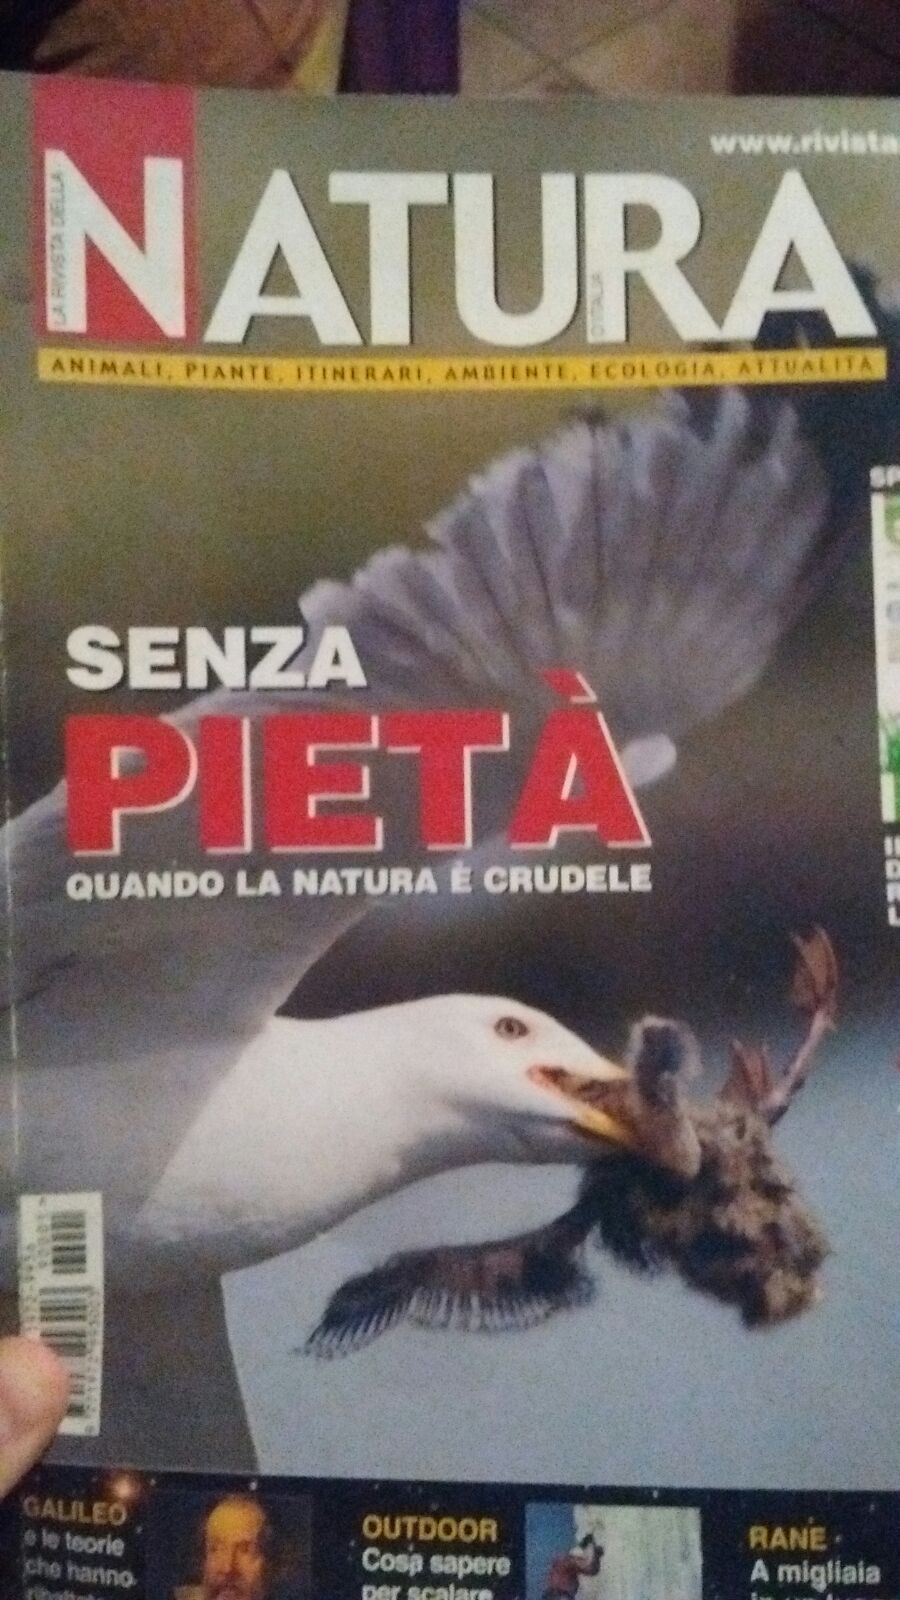 www.rivista
LA RIVISTA DELLA
NATURA
D'ITALIA
ANIMALI, PIANTE, ITINERARI, AMBIENTE, ECOLOGIA, ATTUALITÀ
SP
SENZA
PIETÀ
QUANDO LA NATURA È CRUDELE
GALILEO
e le teorie
che hanno
OUTDOOR
Cosa sapere
per scalare
RANE
A migliaia